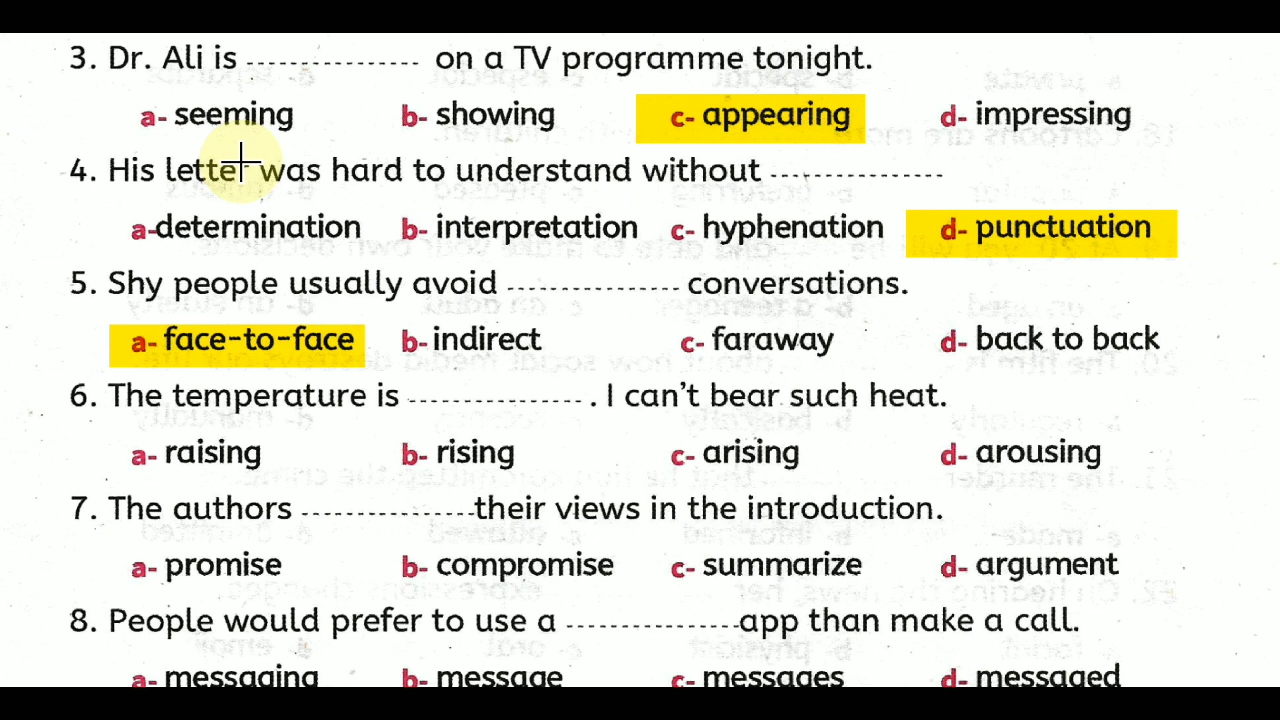 3. Dr. Ali is ................ on a TV programme tonight.
a- seeming b- showing c- appearing d- impressing
4. His letter was hard to understand without ................
a-determination b- interpretation c- hyphenation d- punctuation
5. Shy people usually avoid ................ conversations.
a- face-to-face b- indirect c- faraway d- back to back
6. The temperature is ................ . I can't bear such heat.
a- raising b- rising c- arising d- arousing
7. The authors ................ their views in the introduction.
a- promise b- compromise c- summarize d- argument
8. People would prefer to use a ................ app than make a call.
a- messaging b- message c- messages d- messaged